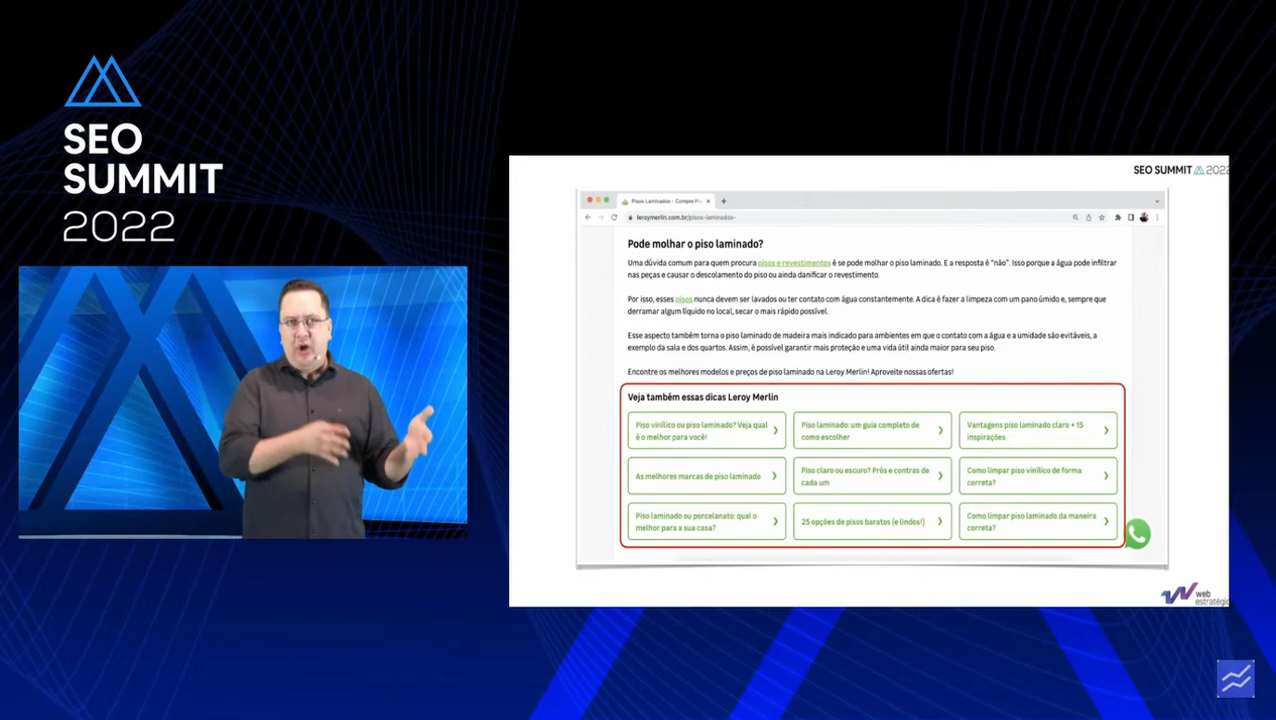 SEO
SUMMIT
2022
SEO SUMMIT 2022
Pisos Laminados - Compre Pi
leroymerlin.com.br/pisos-laminados-
Pode molhar o piso laminado?
Uma dúvida comum para quem procura pisos e revestimentos é se pode molhar o piso laminado. E a resposta é "não". Isso porque a água pode infiltrar
nas peças e causar o descolamento do piso ou ainda danificar o revestimento.
Por isso, esses pisos nunca devem ser lavados ou ter contato com água constantemente. A dica é fazer a limpeza com um pano úmido e, sempre que
derramar algum líquido no local, secar o mais rápido possível.
Esse aspecto também torna o piso laminado de madeira mais indicado para ambientes em que o contato com a água e a umidade são evitáveis, a
exemplo da sala e dos quartos. Assim, é possível garantir mais proteção e uma vida útil ainda maior para seu piso.
Encontre os melhores modelos e preços de piso laminado na Leroy Merlin! Aproveite nossas ofertas!
Veja também essas dicas Leroy Merlin
Piso vinílico ou piso laminado? Veja qual
é o melhor para você!
Piso laminado: um guia completo de
como escolher
Vantagens piso laminado claro + 15
inspirações
As melhores marcas de piso laminado
Piso claro ou escuro? Prós e contras de
cada um
Como limpar piso vinílico de forma
correta?
Piso laminado ou porcelanato: qual o
melhor para a sua casa?
25 opções de pisos baratos (e lindos!)
Como limpar piso laminado da maneira
correta?
web
estratégic